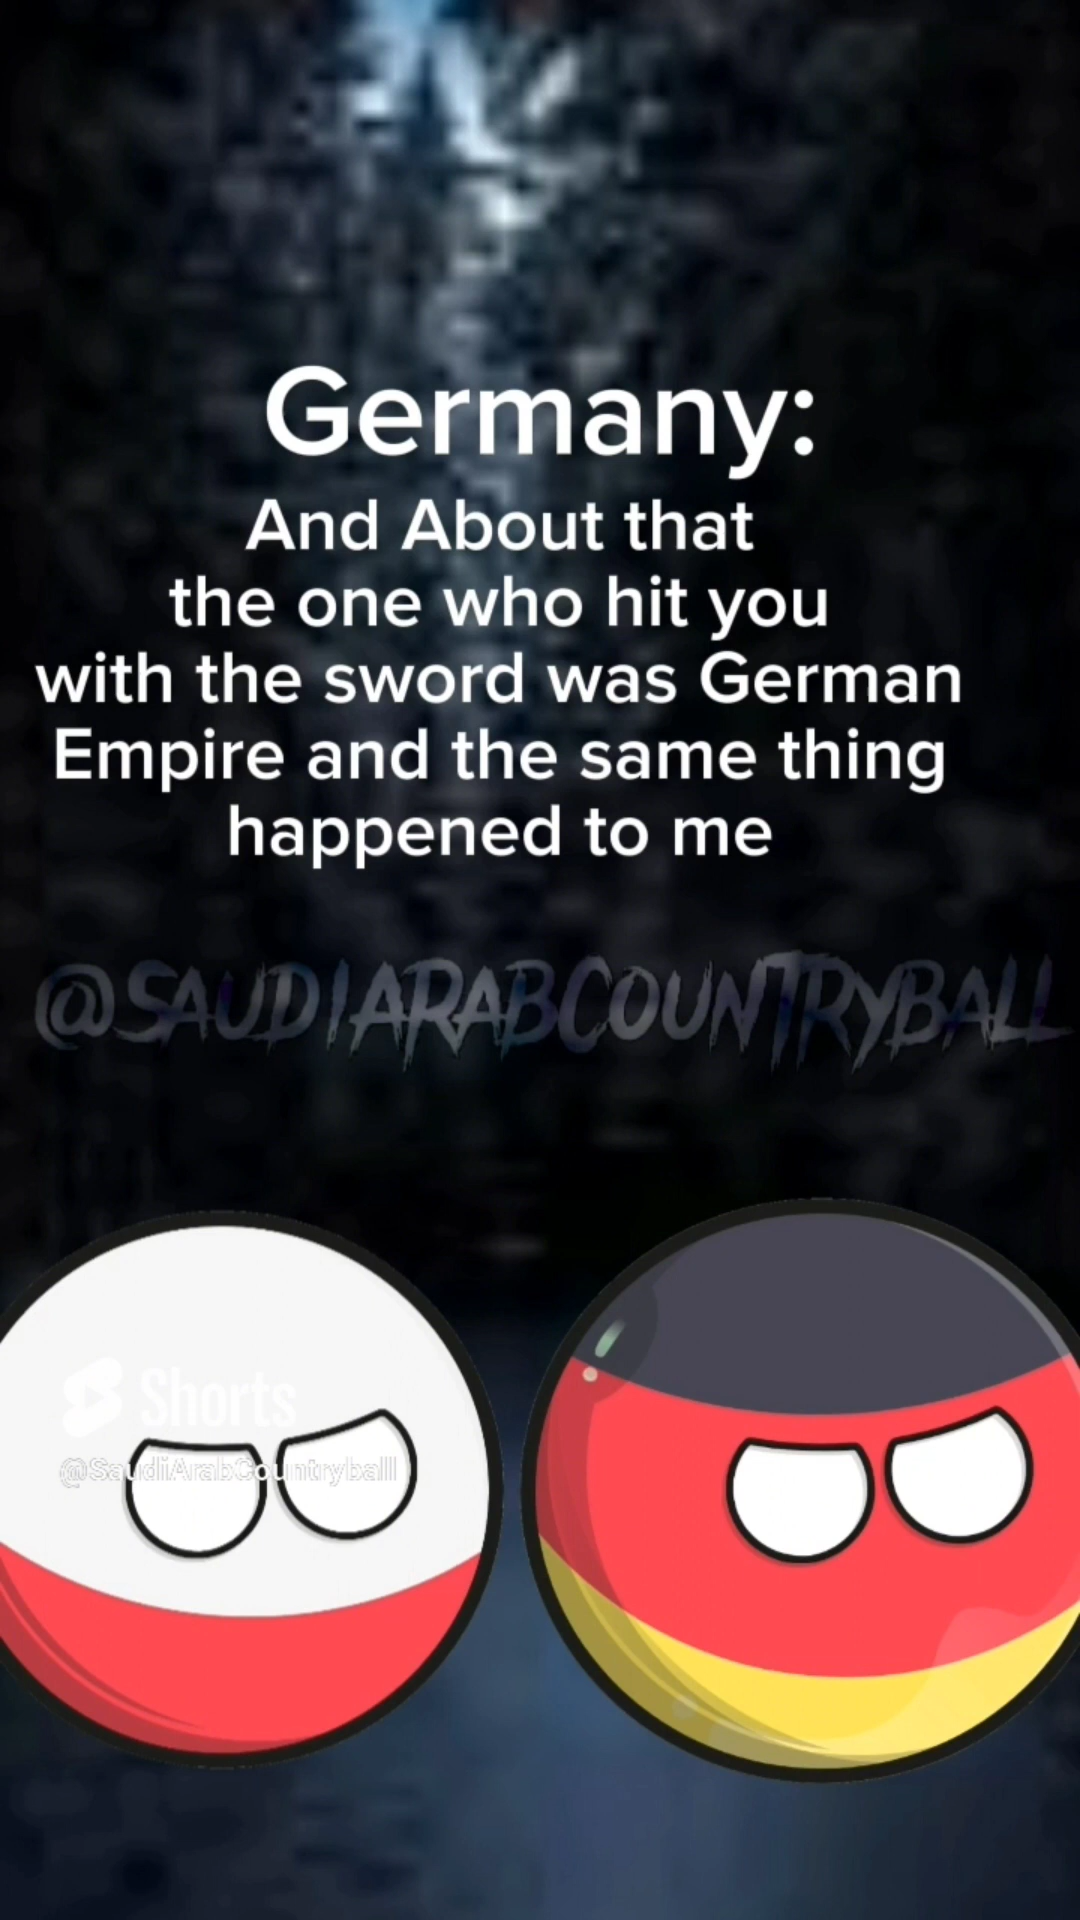 Germany:
And About that
the one who hit you
with the sword was German
Empire and the same thing
happened to me
@SAUDIARABCOUNTRYBALL
Shorts
@SaudiArabCountryballl